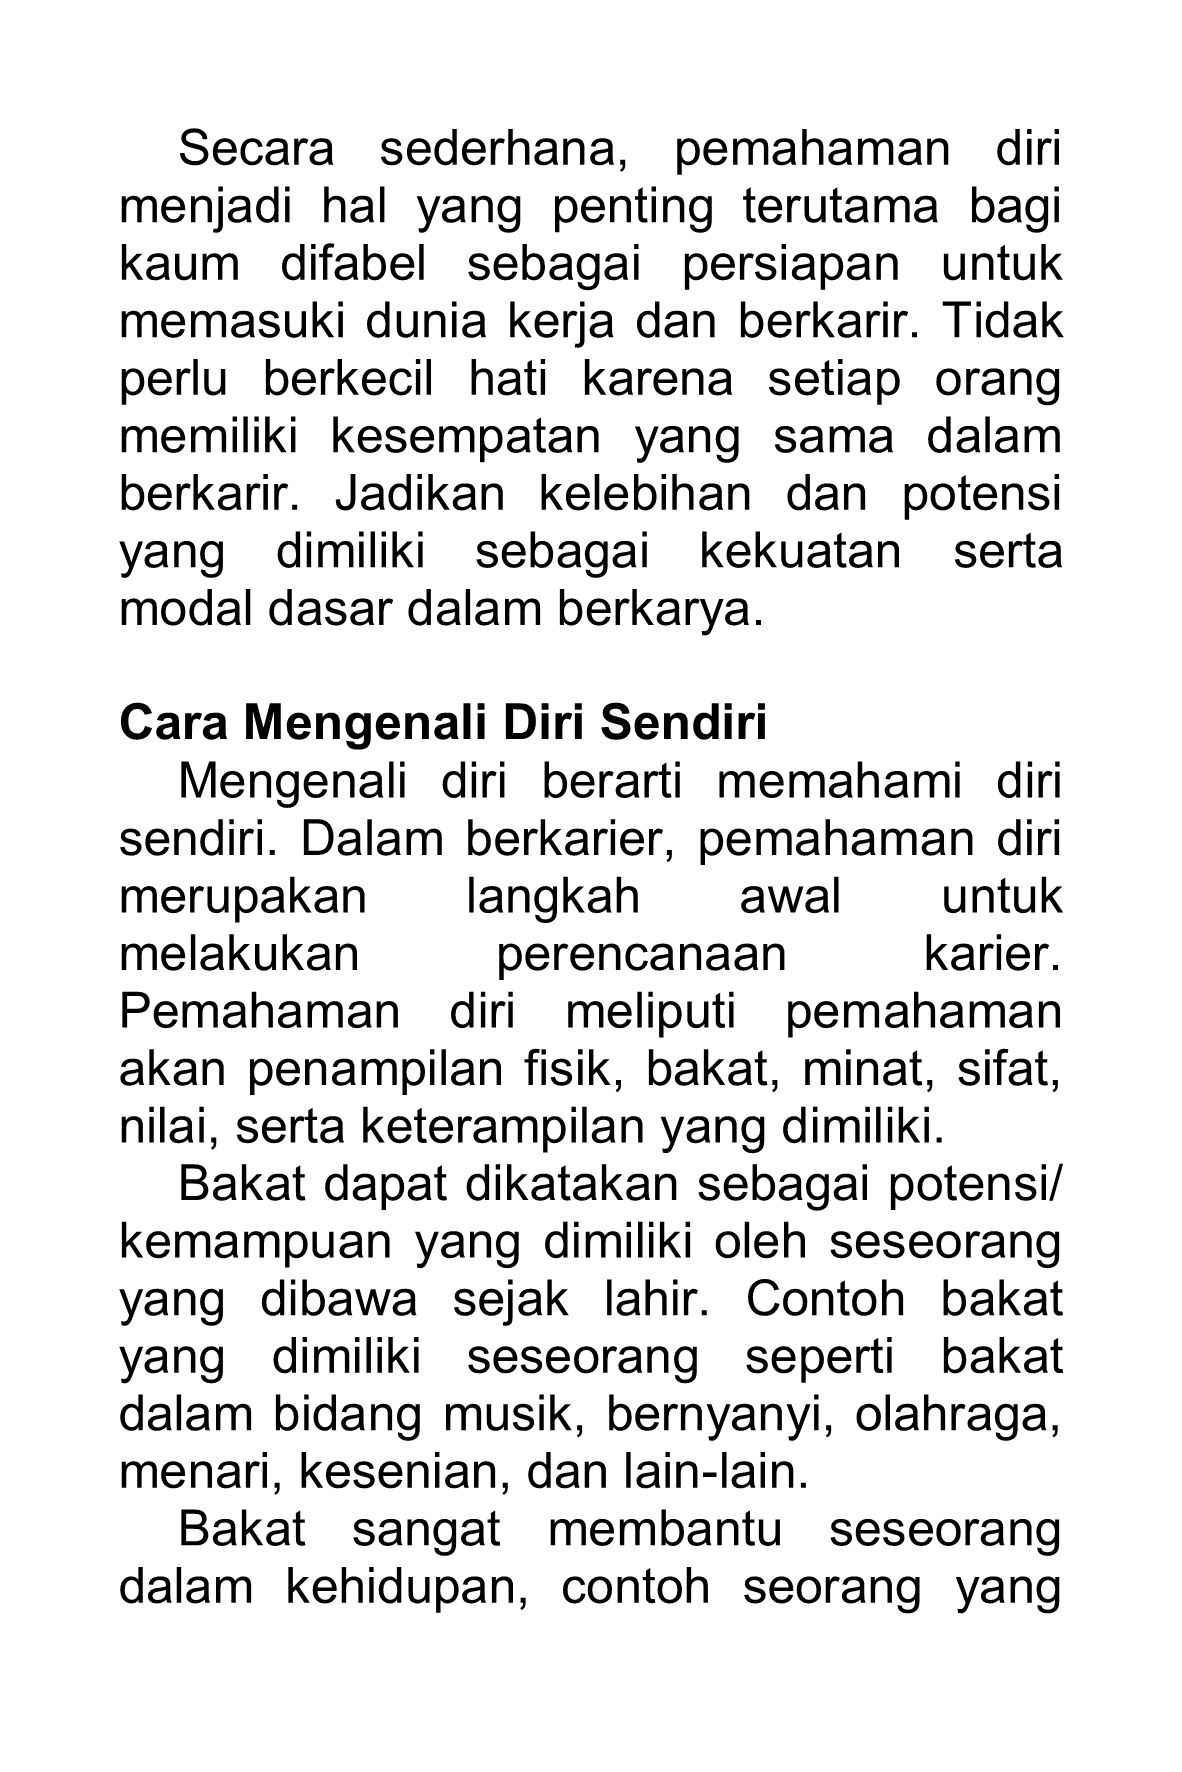 Secara sederhana, pemahaman diri
menjadi hal yang penting terutama bagi
kaum difabel sebagai persiapan untuk
memasuki dunia kerja dan berkarir. Tidak
perlu berkecil hati karena setiap orang
memiliki kesempatan yang sama dalam
berkarir. Jadikan kelebihan dan potensi
yang dimiliki sebagai kekuatan serta
modal dasar dalam berkarya.
Cara Mengenali Diri Sendiri
Mengenali diri berarti memahami diri
sendiri. Dalam berkarier, pemahaman diri
merupakan langkah awal untuk
melakukan perencanaan karier.
Pemahaman diri meliputi pemahaman
akan penampilan fisik, bakat, minat, sifat,
nilai, serta keterampilan yang dimiliki.
Bakat dapat dikatakan sebagai potensi/
kemampuan yang dimiliki oleh seseorang
yang dibawa sejak lahir. Contoh bakat
yang dimiliki seseorang seperti bakat
dalam bidang musik, bernyanyi, olahraga,
menari, kesenian, dan lain-lain.
Bakat sangat membantu seseorang
dalam kehidupan, contoh seorang yang